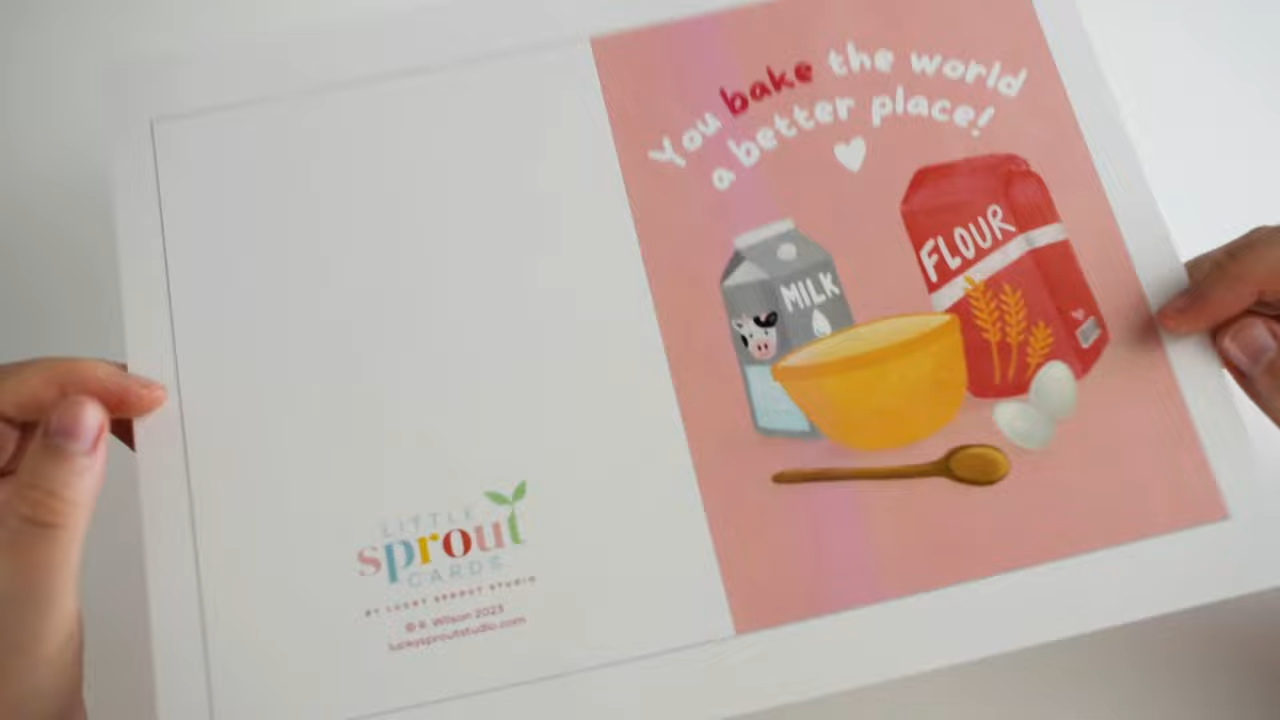 You bake the world
a better place!
MILK
FLOUR
LITTLE
sprout
CARDS
BY LUCKY SPROUT STUDIO
© R. Wilson 2023
luckysproutstudio.com